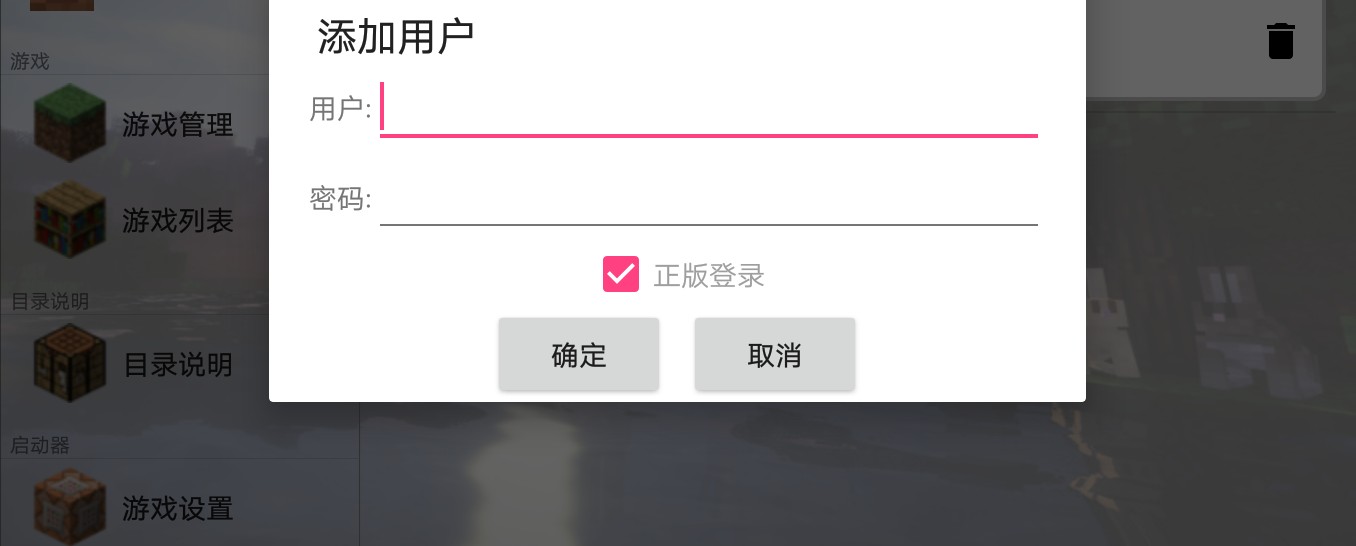 添加用户
用户:
密码:
正版登录
确定
取消
游戏
游戏管理
游戏列表
目录说明
目录说明
启动器
游戏设置